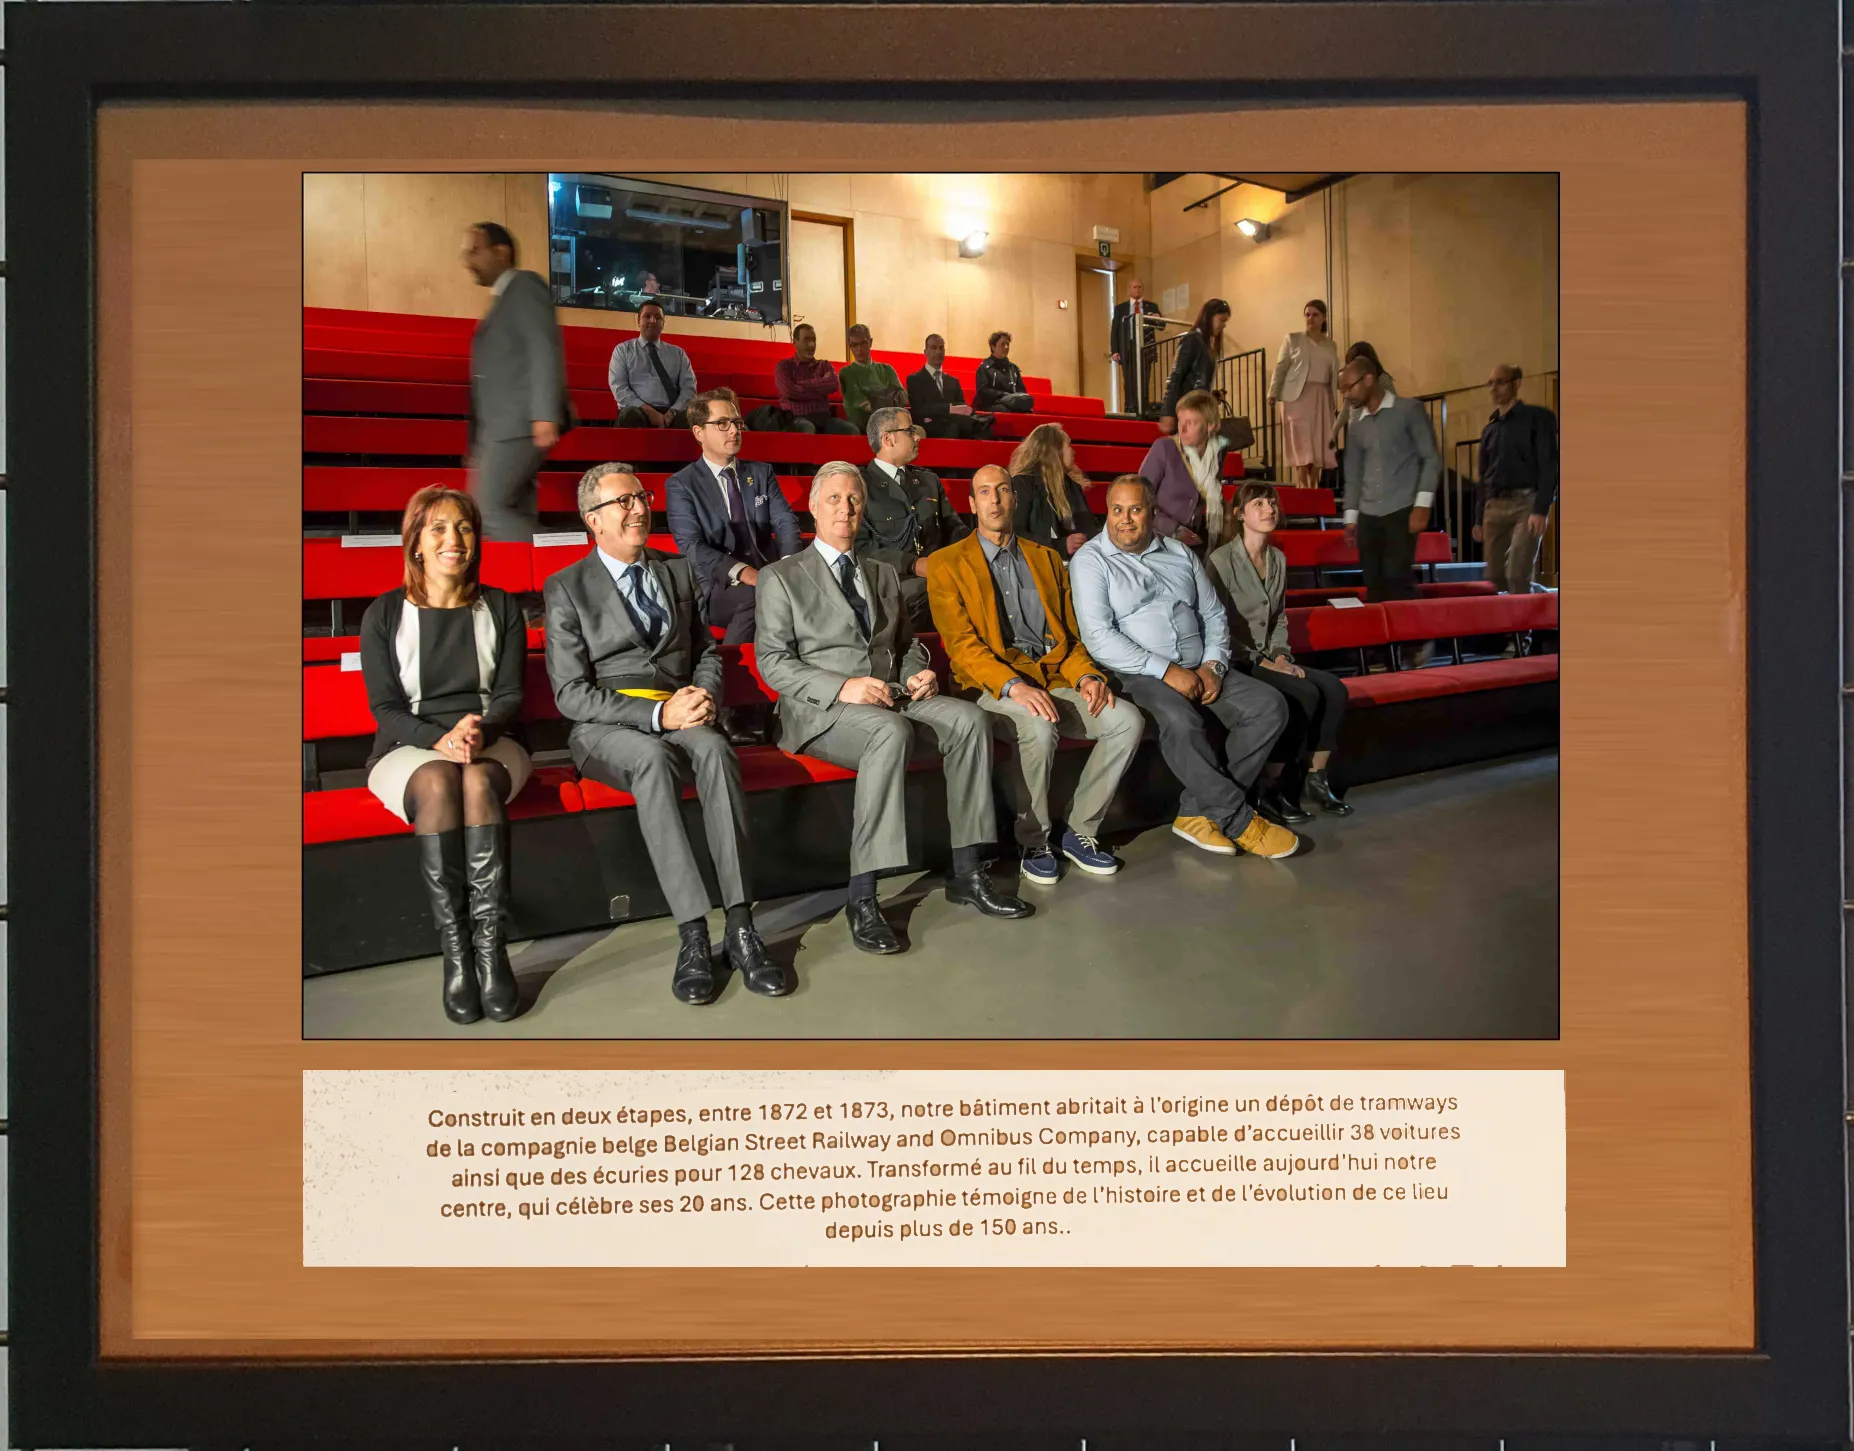 Construit en deux étapes, entre 1872 et 1873, notre bâtiment abritait à l'origine un dépôt de tramways
de la compagnie belge Belgian Street Railway and Omnibus Company, capable d'accueillir 38 voitures
ainsi que des écuries pour 128 chevaux. Transformé au fil du temps, il accueille aujourd'hui notre
centre, qui célèbre ses 20 ans. Cette photographie témoigne de l'histoire et de l'évolution de ce lieu
depuis plus de 150 ans..